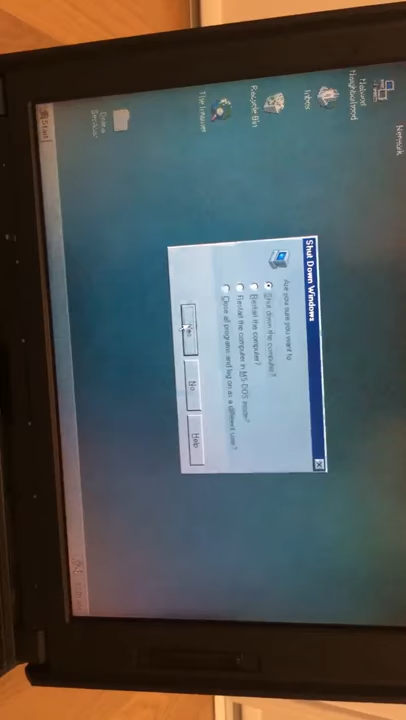 Network
Network
Neighborhood
Inbox
Recycle Bin
The Internet
Online
Services
Shut Down Windows
Are you sure you want to:
Shut down the computer?
Restart the computer?
Restart the computer in MS-DOS mode?
Close all programs and log on as a different user?
Yes
No
Help
Start